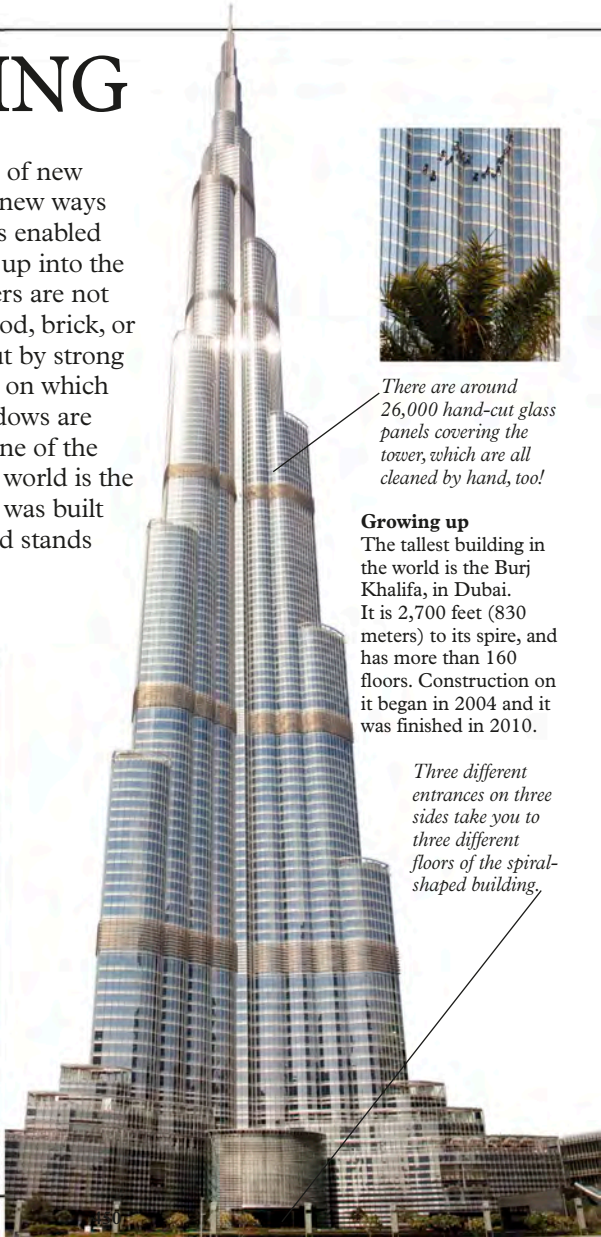 ING
of new
new ways
s enabled
up into the
ers are not
od, brick, or
ut by strong
on which
dows are
ne of the
world is the
was built
d stands
There are around
26,000 hand-cut glass
panels covering the
tower, which are all
cleaned by hand, too!
Growing up
The tallest building in
the world is the Burj
Khalifa, in Dubai.
It is 2,700 feet (830
meters) to its spire, and
has more than 160
floors. Construction on
it began in 2004 and it
was finished in 2010.
Three different
entrances on three
sides take you to
three different
floors of the spiral-
shaped building.